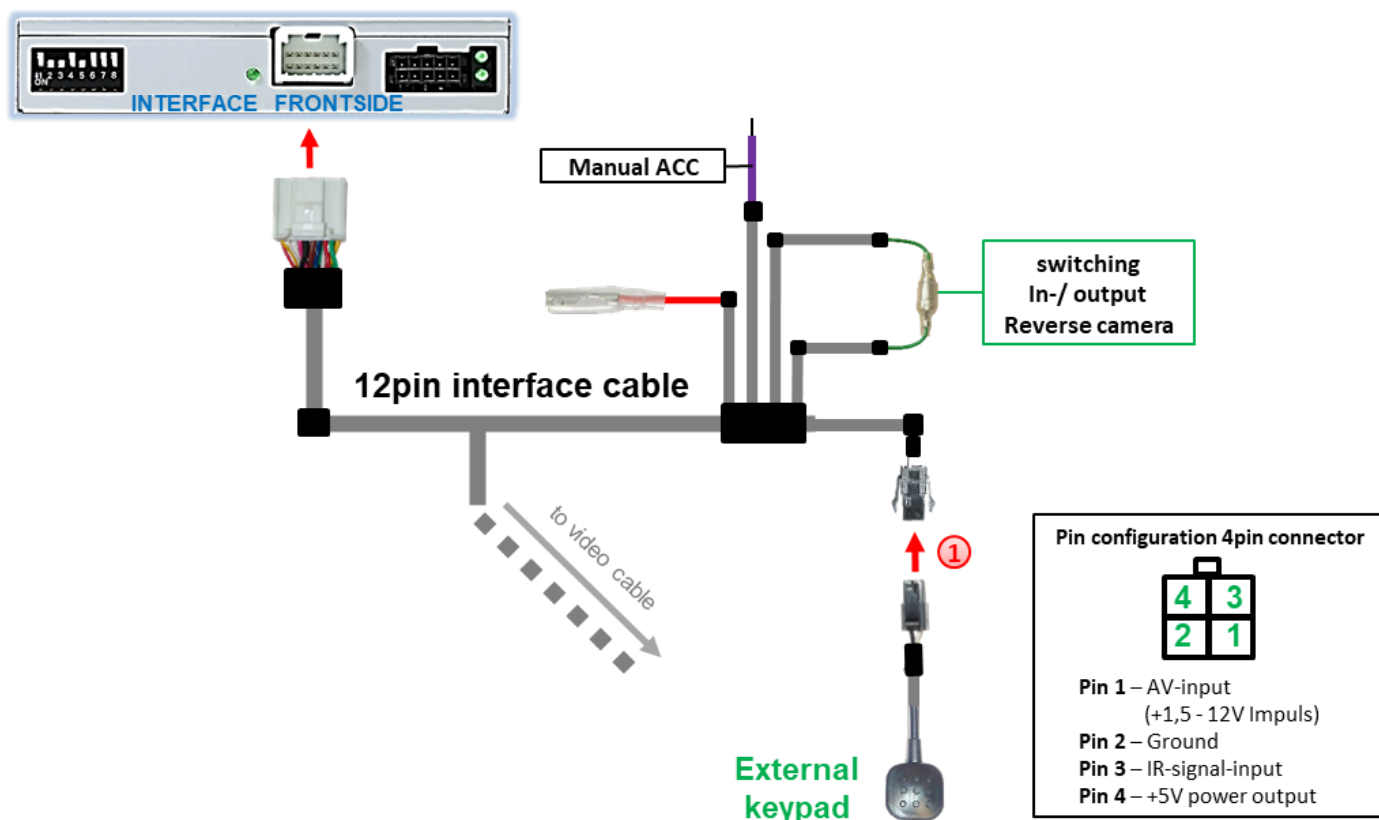 ↓1 2 3 4 5 6 7 8
ON
INTERFACE FRONTSIDE
Manual ACC
switching
In-/ output
Reverse camera
12pin interface cable
to video cable
1
Pin configuration 4pin connector
4 3
2 1
Pin 1 – AV-input
(+1,5 - 12V Impuls)
Pin 2 – Ground
Pin 3 – IR-signal-input
Pin 4 – +5V power output
External
keypad